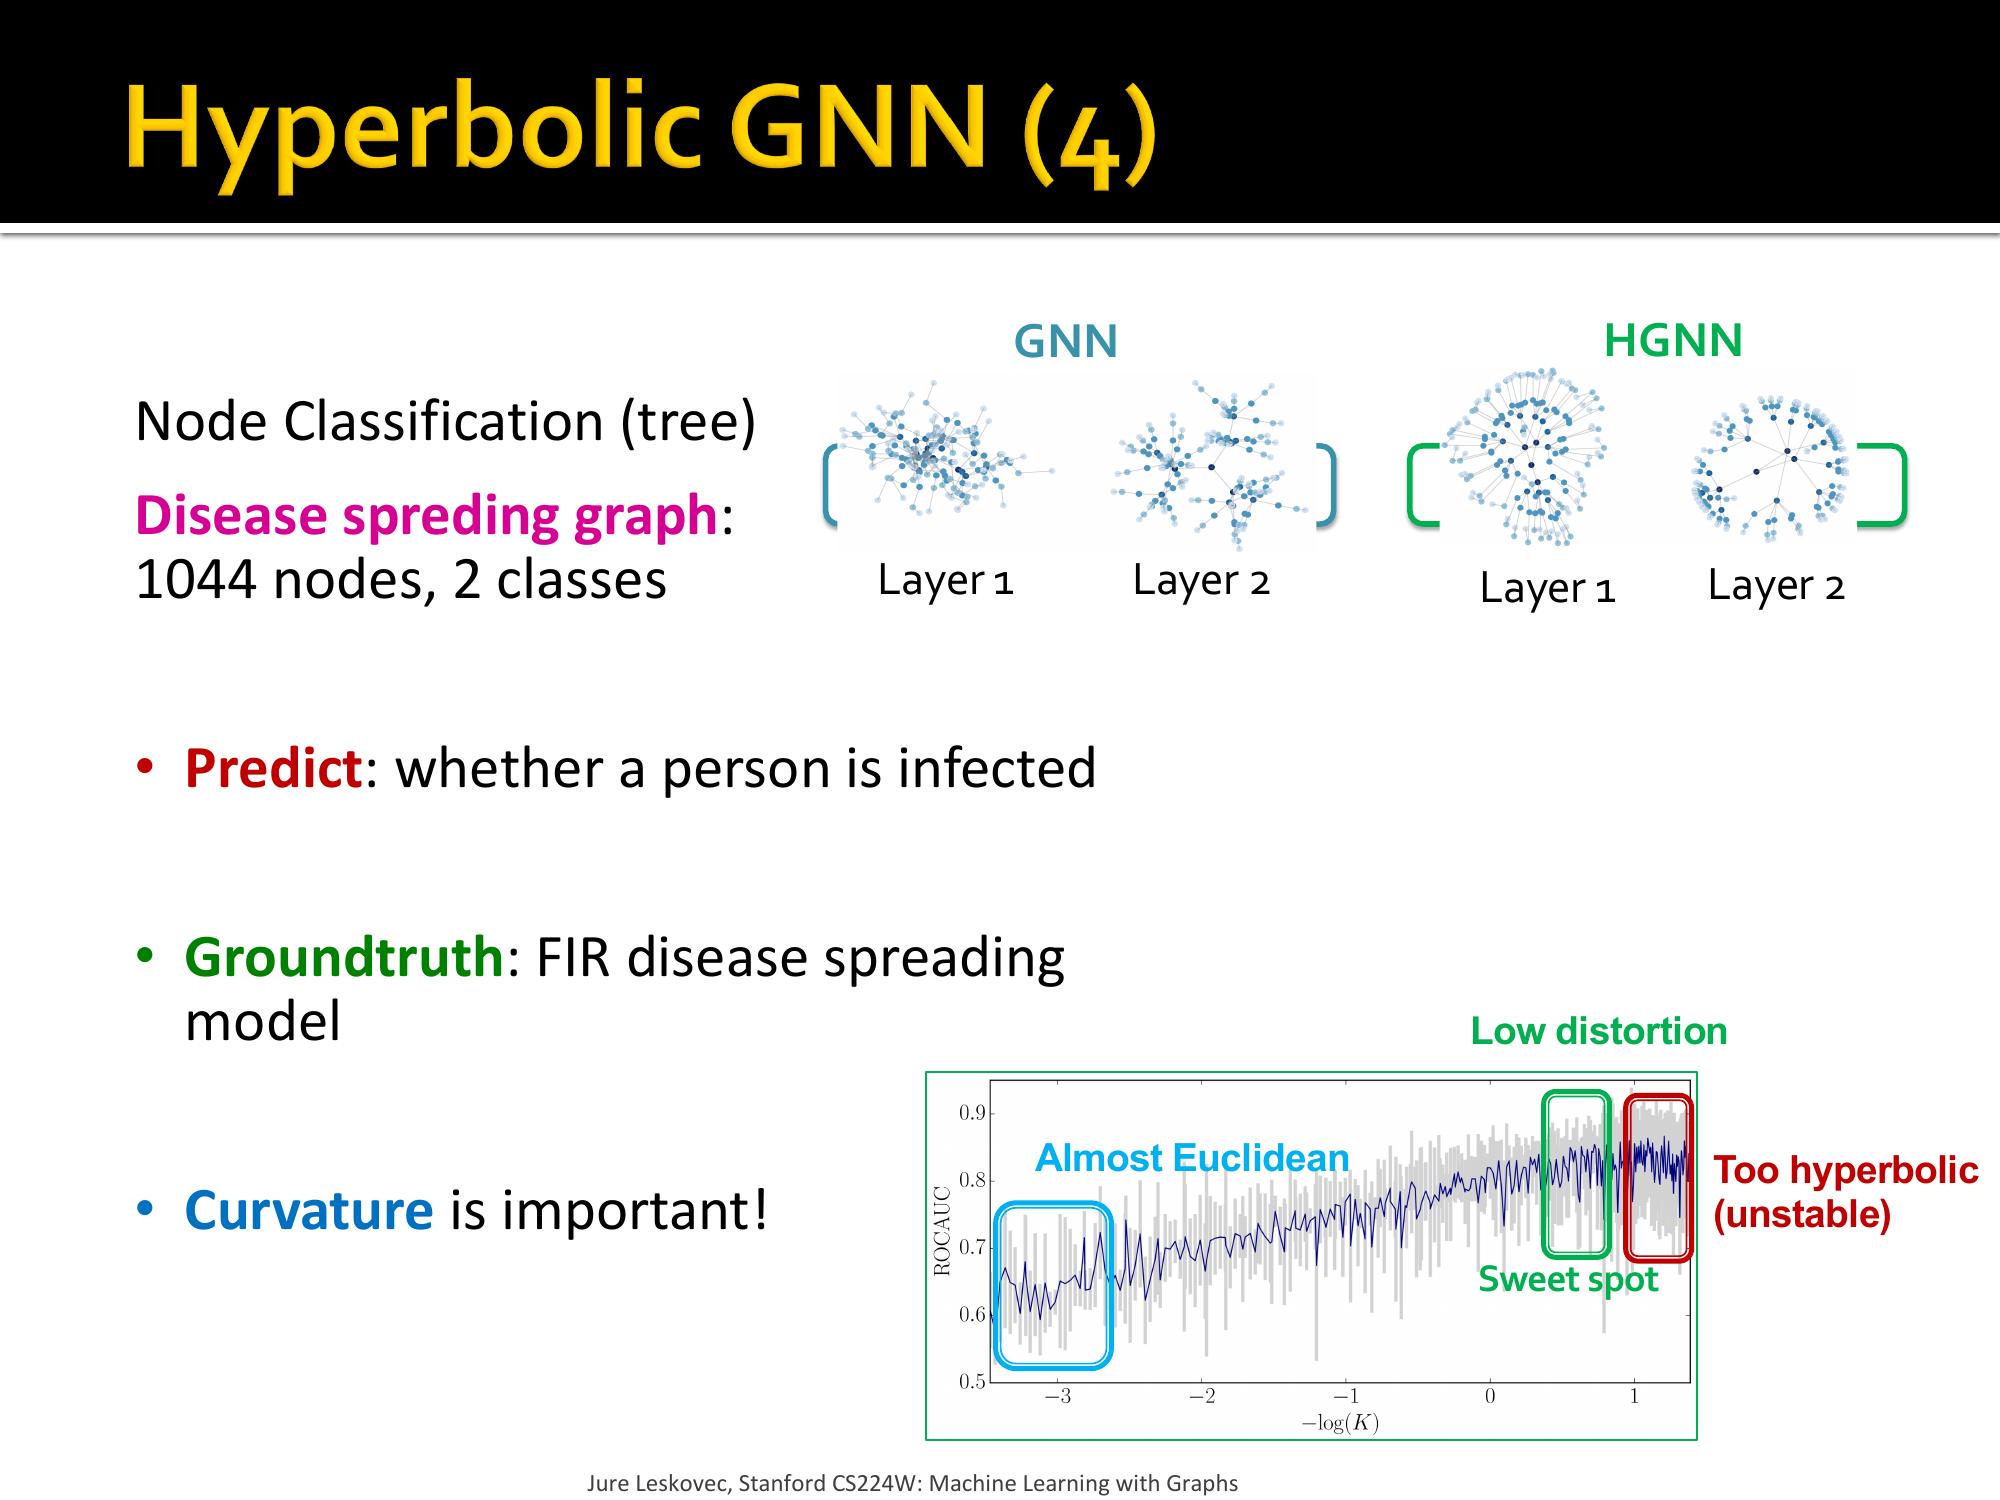 Hyperbolic GNN (4)
GNN
HGNN
Node Classification (tree)
Disease spreding graph:
1044 nodes, 2 classes
Layer 1
Layer 2
Layer 1
Layer 2
• Predict: whether a person is infected
• Groundtruth: FIR disease spreading
model
• Curvature is important!
Low distortion
Almost Euclidean
Sweet spot
Too hyperbolic
(unstable)
ROCAUC
0.9
0.8
0.7
0.6
0.5
−3 −2 −1 0 1
−log(K)
Jure Leskovec, Stanford CS224W: Machine Learning with Graphs